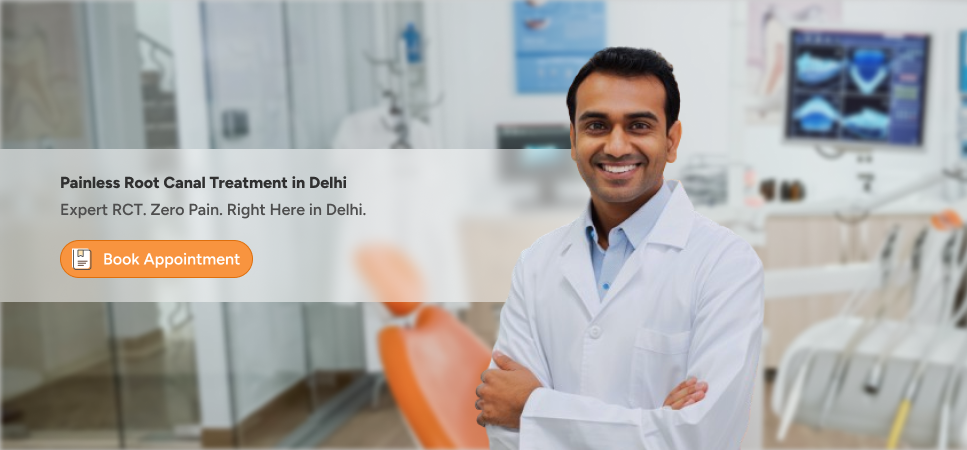 Painless Root Canal Treatment in Delhi
Expert RCT. Zero Pain. Right Here in Delhi.
Book Appointment